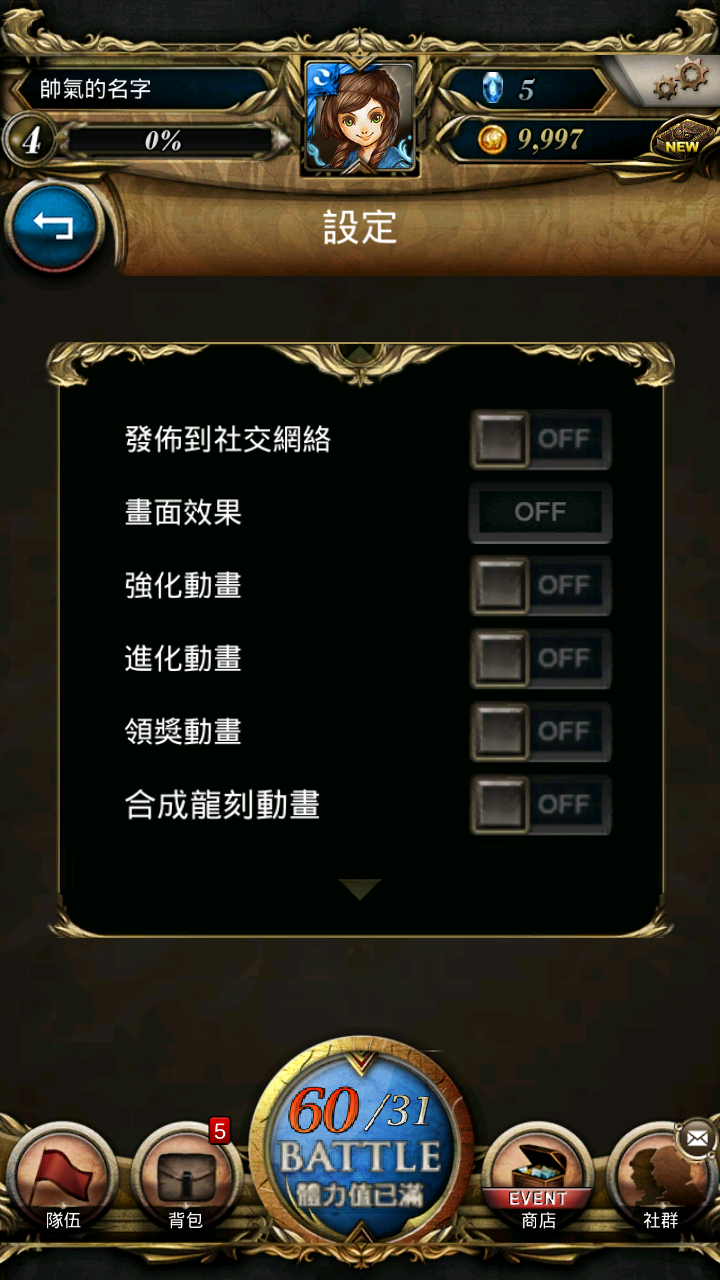 帥氣的名字
5
4
0%
9,997
NEW
設定
發佈到社交網絡
OFF
畫面效果
OFF
強化動畫
OFF
進化動畫
OFF
領獎動畫
OFF
合成龍刻動畫
OFF
60/31
BATTLE
體力值已滿
隊伍
5
背包
EVENT
商店
社群